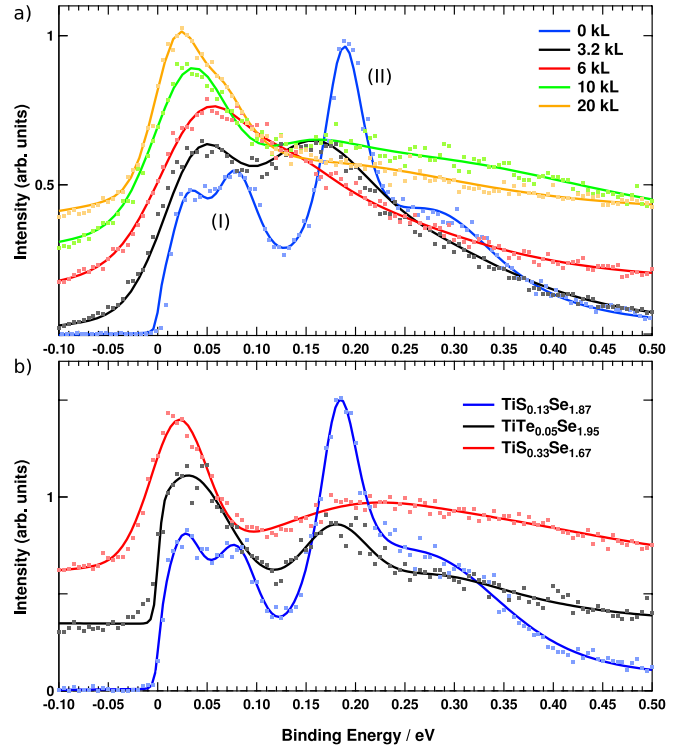 a)
0 kL
3.2 kL
6 kL
10 kL
20 kL
(I)
(II)
Intensity (arb. units)
1
0.5
0
-0.10 -0.05 0 0.05 0.10 0.15 0.20 0.25 0.30 0.35 0.40 0.45 0.50
b)
TiS0.13Se1.87
TiTe0.05Se1.95
TiS0.33Se1.67
Intensity (arb. units)
1
0
-0.10 -0.05 0 0.05 0.10 0.15 0.20 0.25 0.30 0.35 0.40 0.45 0.50
Binding Energy / eV